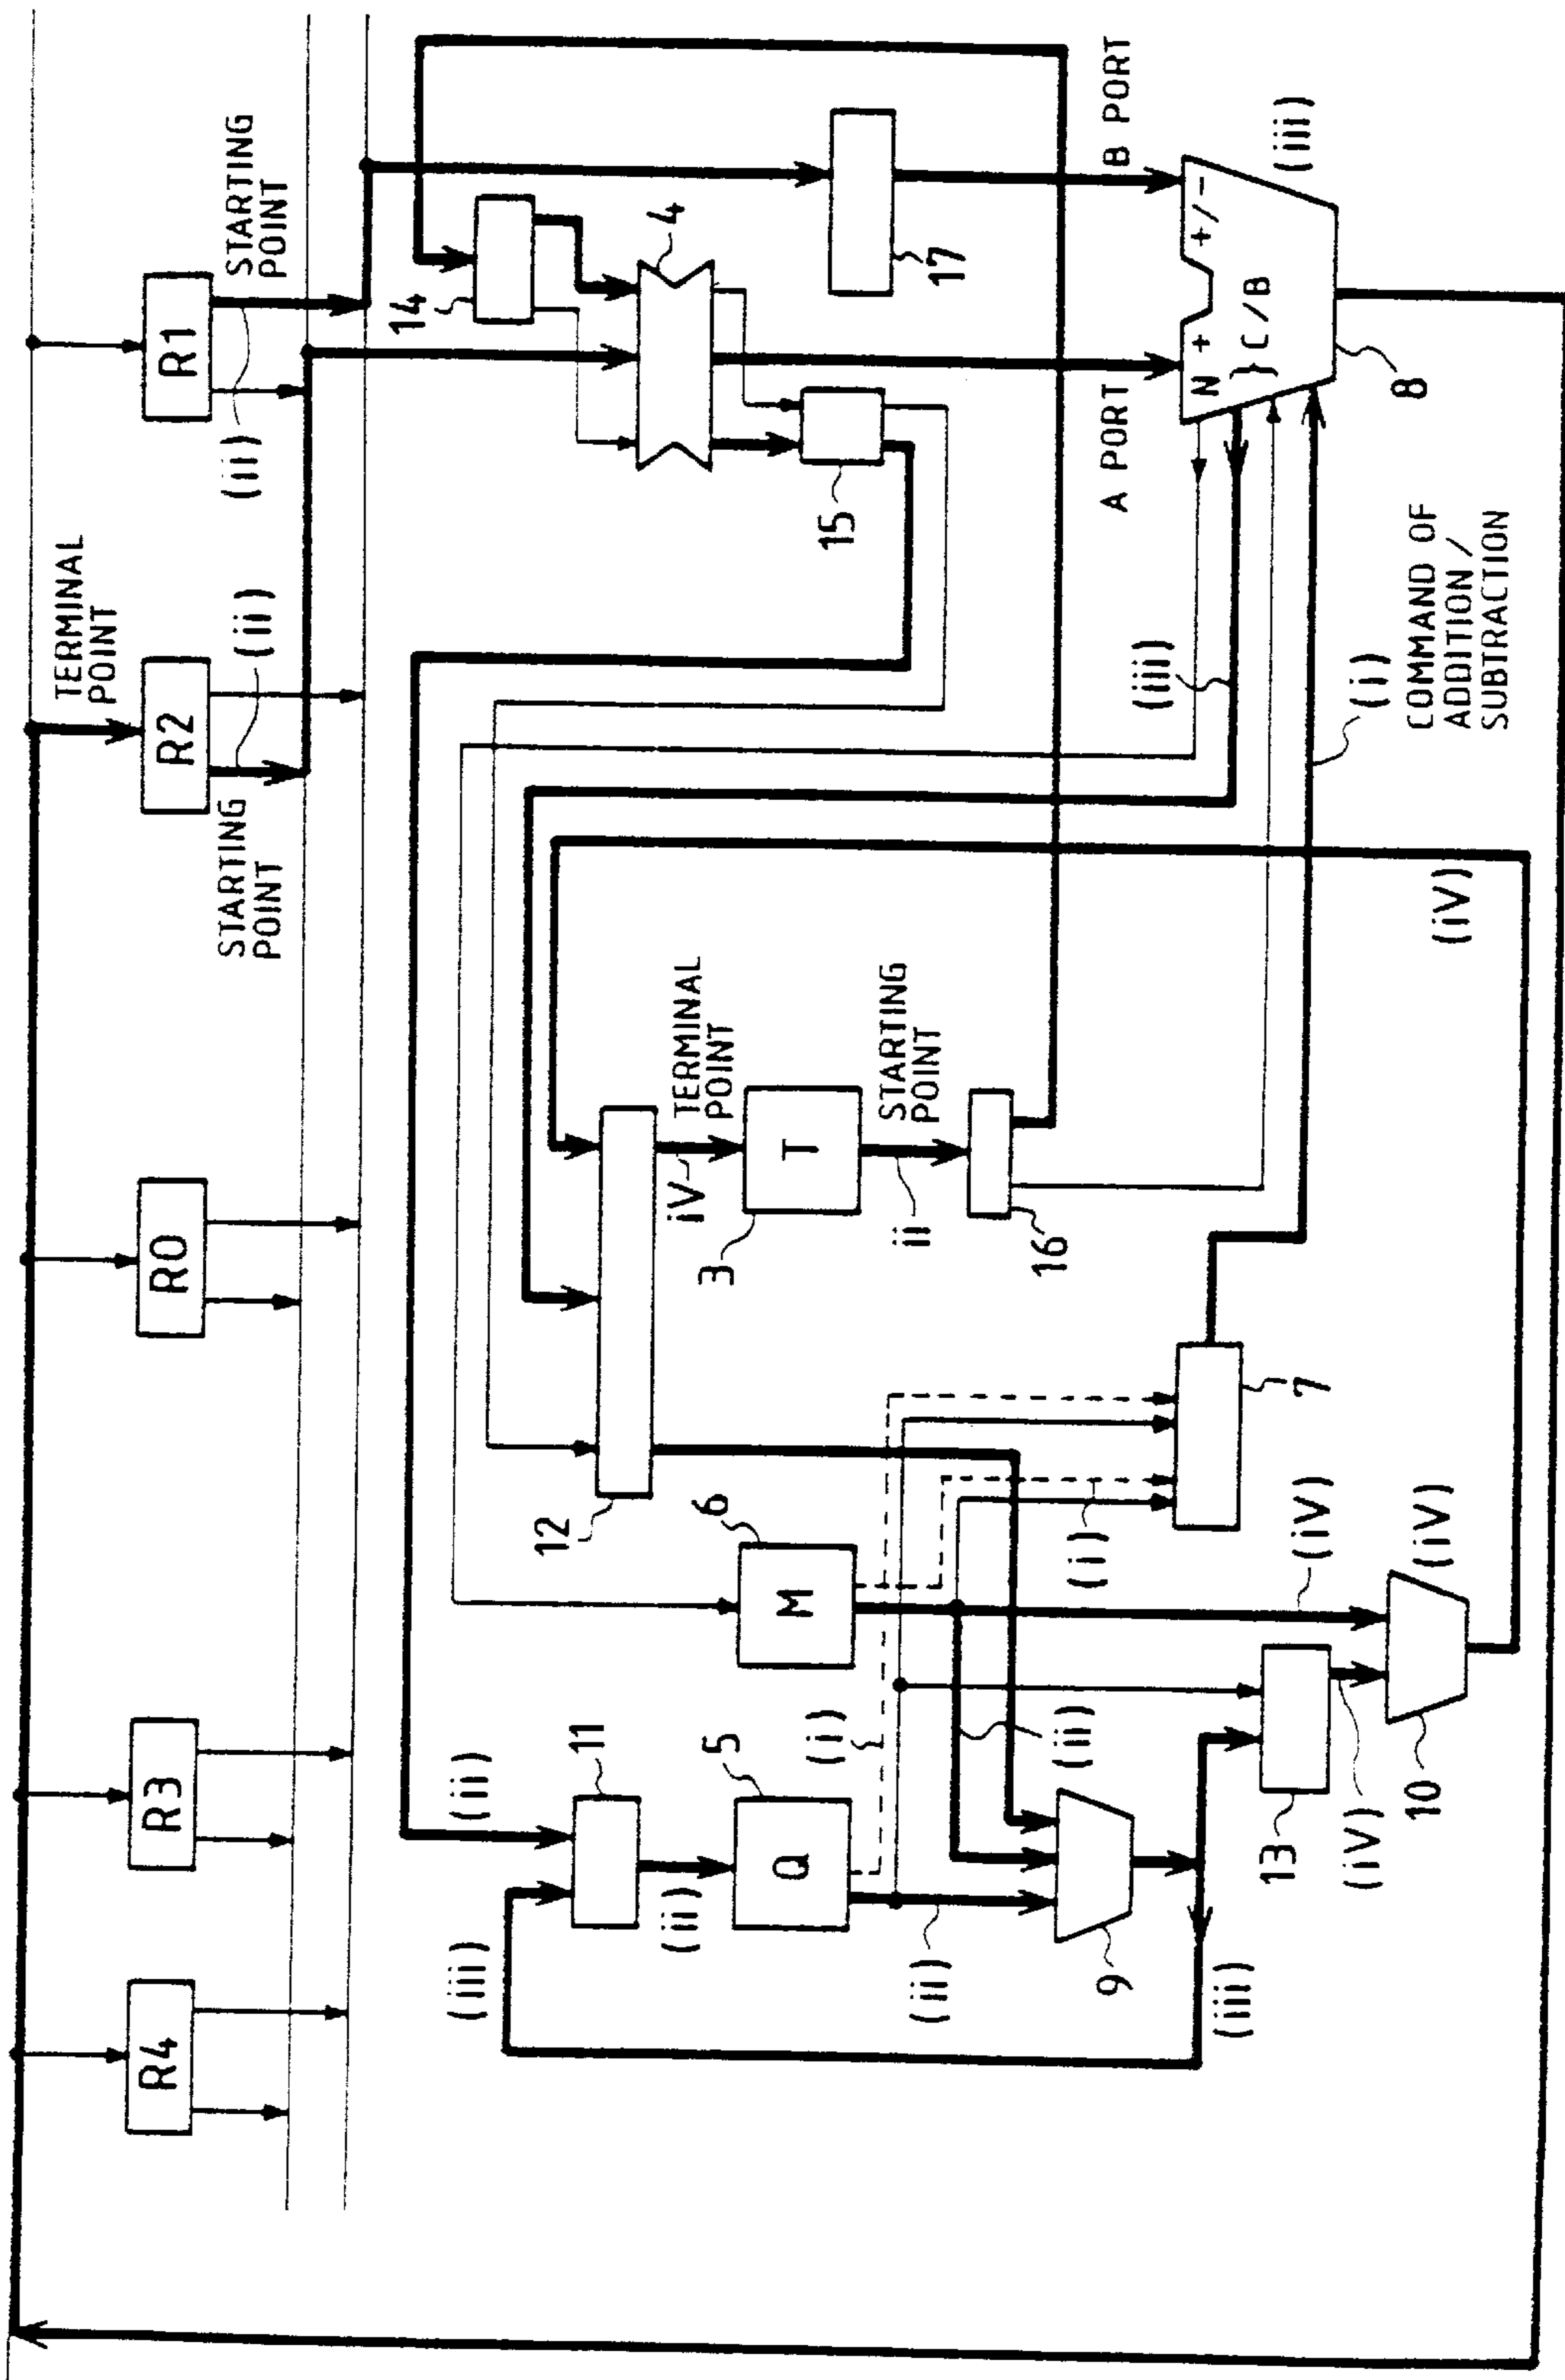 R4
R3
R0
R2
R1
TERMINAL
POINT
STARTING
POINT
(ii)
(ii)
STARTING
POINT
14
4
15
17
A PORT
B PORT
N +
+/-
} C/B
(iii)
8
(iii)
(i)
COMMAND OF
ADDITION /
SUBTRACTION
(iV)
12
iV
TERMINAL
POINT
T
3
STARTING
POINT
ii
16
7
6
M
(i)
(iV)
(iV)
10
13
(iV)
(ii)
(iii)
11
(ii)
5
Q
(i)
(ii)
(ii)
9
(iii)